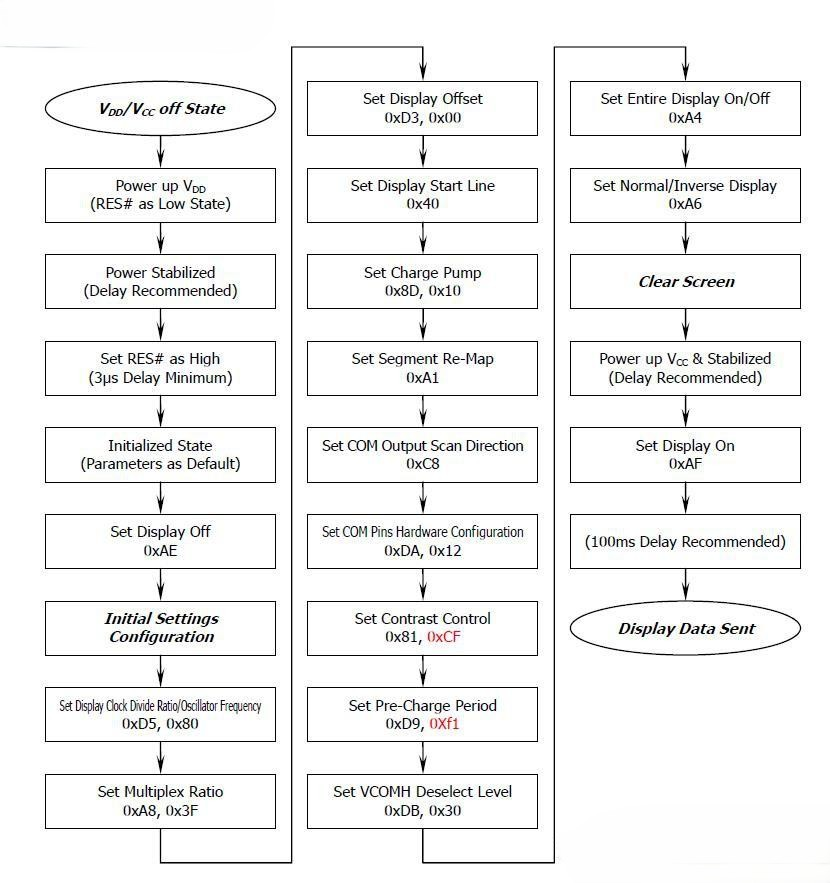 VDD/VCC off State
Power up VDD
(RES# as Low State)
Power Stabilized
(Delay Recommended)
Set RES# as High
(3μs Delay Minimum)
Initialized State
(Parameters as Default)
Set Display Off
0xAE
Initial Settings
Configuration
Set Display Clock Divide Ratio/Oscillator Frequency
0xD5, 0x80
Set Multiplex Ratio
0xA8, 0x3F
Set Display Offset
0xD3, 0x00
Set Display Start Line
0x40
Set Charge Pump
0x8D, 0x10
Set Segment Re-Map
0xA1
Set COM Output Scan Direction
0xC8
Set COM Pins Hardware Configuration
0xDA, 0x12
Set Contrast Control
0x81, 0xCF
Set Pre-Charge Period
0xD9, 0Xf1
Set VCOMH Deselect Level
0xDB, 0x30
Set Entire Display On/Off
0xA4
Set Normal/Inverse Display
0xA6
Clear Screen
Power up VCC & Stabilized
(Delay Recommended)
Set Display On
0xAF
(100ms Delay Recommended)
Display Data Sent